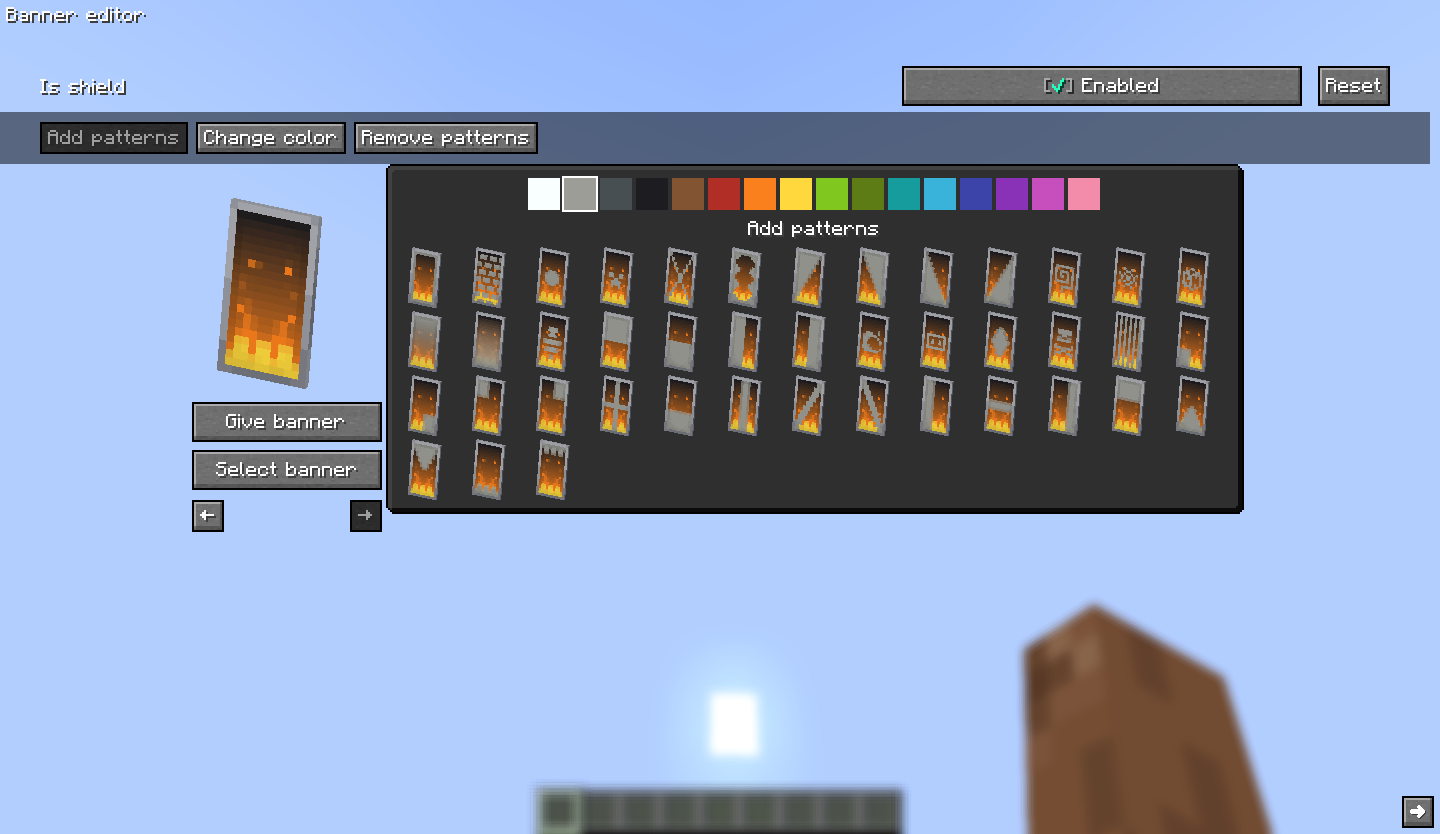 Banner editor
Is shield
[✓] Enabled
Reset
Add patterns
Change color
Remove patterns
Add patterns
Give banner
Select banner